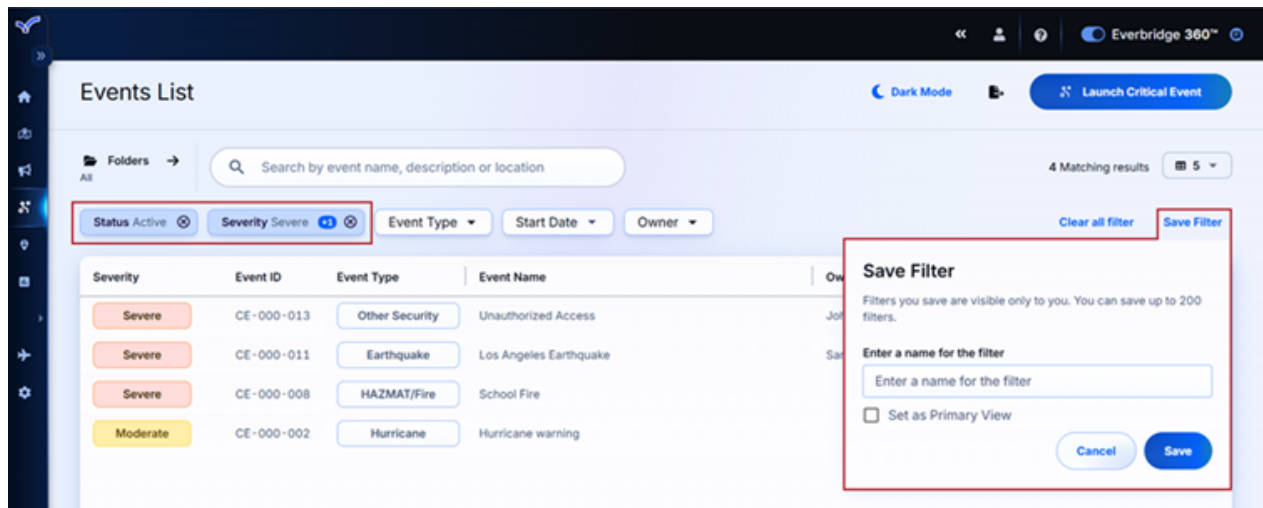 Everbridge 360™
Events List
Dark Mode
Launch Critical Event
Folders
All
Search by event name, description or location
4 Matching results
5
Status Active
Severity Severe +1
Event Type
Start Date
Owner
Clear all filter
Save Filter
Severity Event ID Event Type Event Name Ow
Severe CE-000-013 Other Security Unauthorized Access Joh
Severe CE-000-011 Earthquake Los Angeles Earthquake Sar
Severe CE-000-008 HAZMAT/Fire School Fire
Moderate CE-000-002 Hurricane Hurricane warning
Save Filter
Filters you save are visible only to you. You can save up to 200
filters.
Enter a name for the filter
Enter a name for the filter
Set as Primary View
Cancel
Save